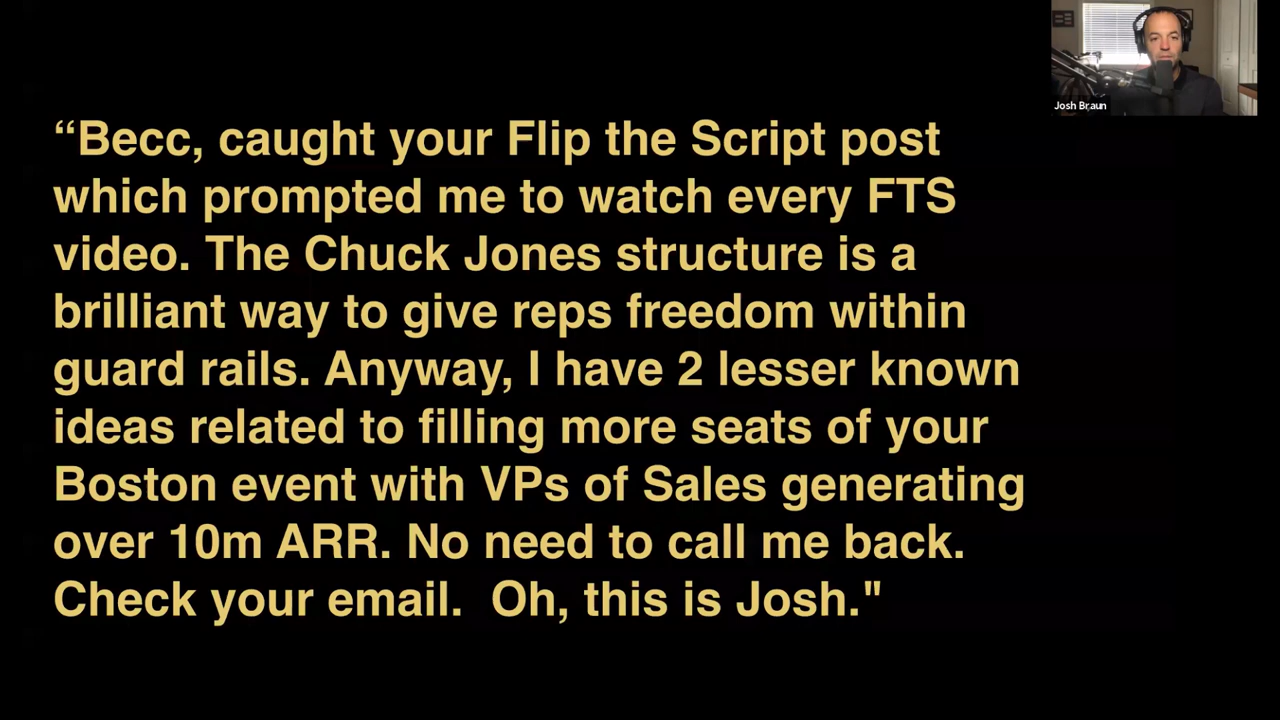 “Becc, caught your Flip the Script post
which prompted me to watch every FTS
video. The Chuck Jones structure is a
brilliant way to give reps freedom within
guard rails. Anyway, I have 2 lesser known
ideas related to filling more seats of your
Boston event with VPs of Sales generating
over 10m ARR. No need to call me back.
Check your email.  Oh, this is Josh."
Josh Braun